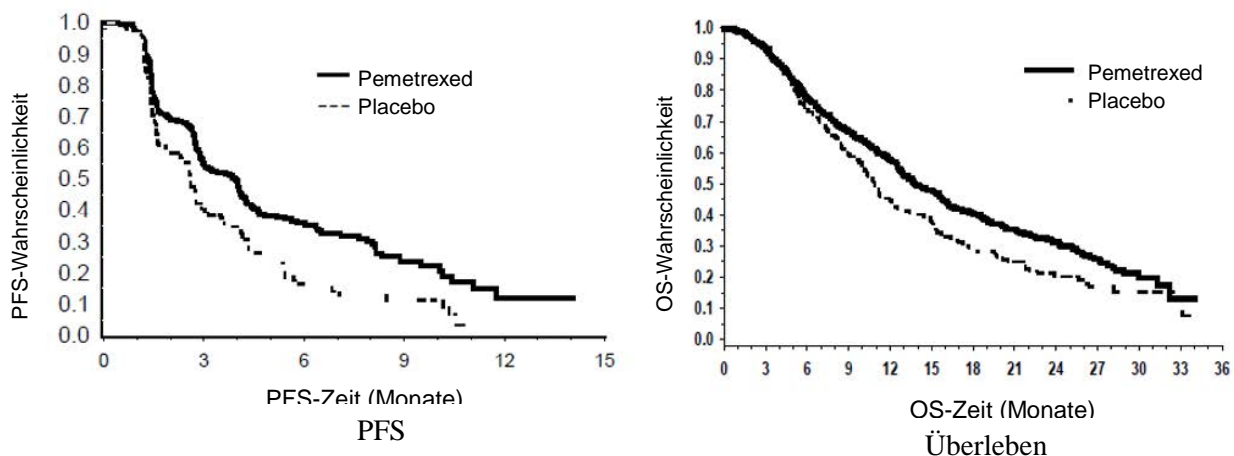 PFS-Wahrscheinlichkeit
1.0
0.9
0.8
0.7
0.6
0.5
0.4
0.3
0.2
0.1
0.0
Pemetrexed
Placebo
0 3 6 9 12 15
PFS-Zeit (Monate)
PFS
OS-Wahrscheinlichkeit
1.0
0.9
0.8
0.7
0.6
0.5
0.4
0.3
0.2
0.1
0.0
Pemetrexed
Placebo
0 3 6 9 12 15 18 21 24 27 30 33 36
OS-Zeit (Monate)
Überleben